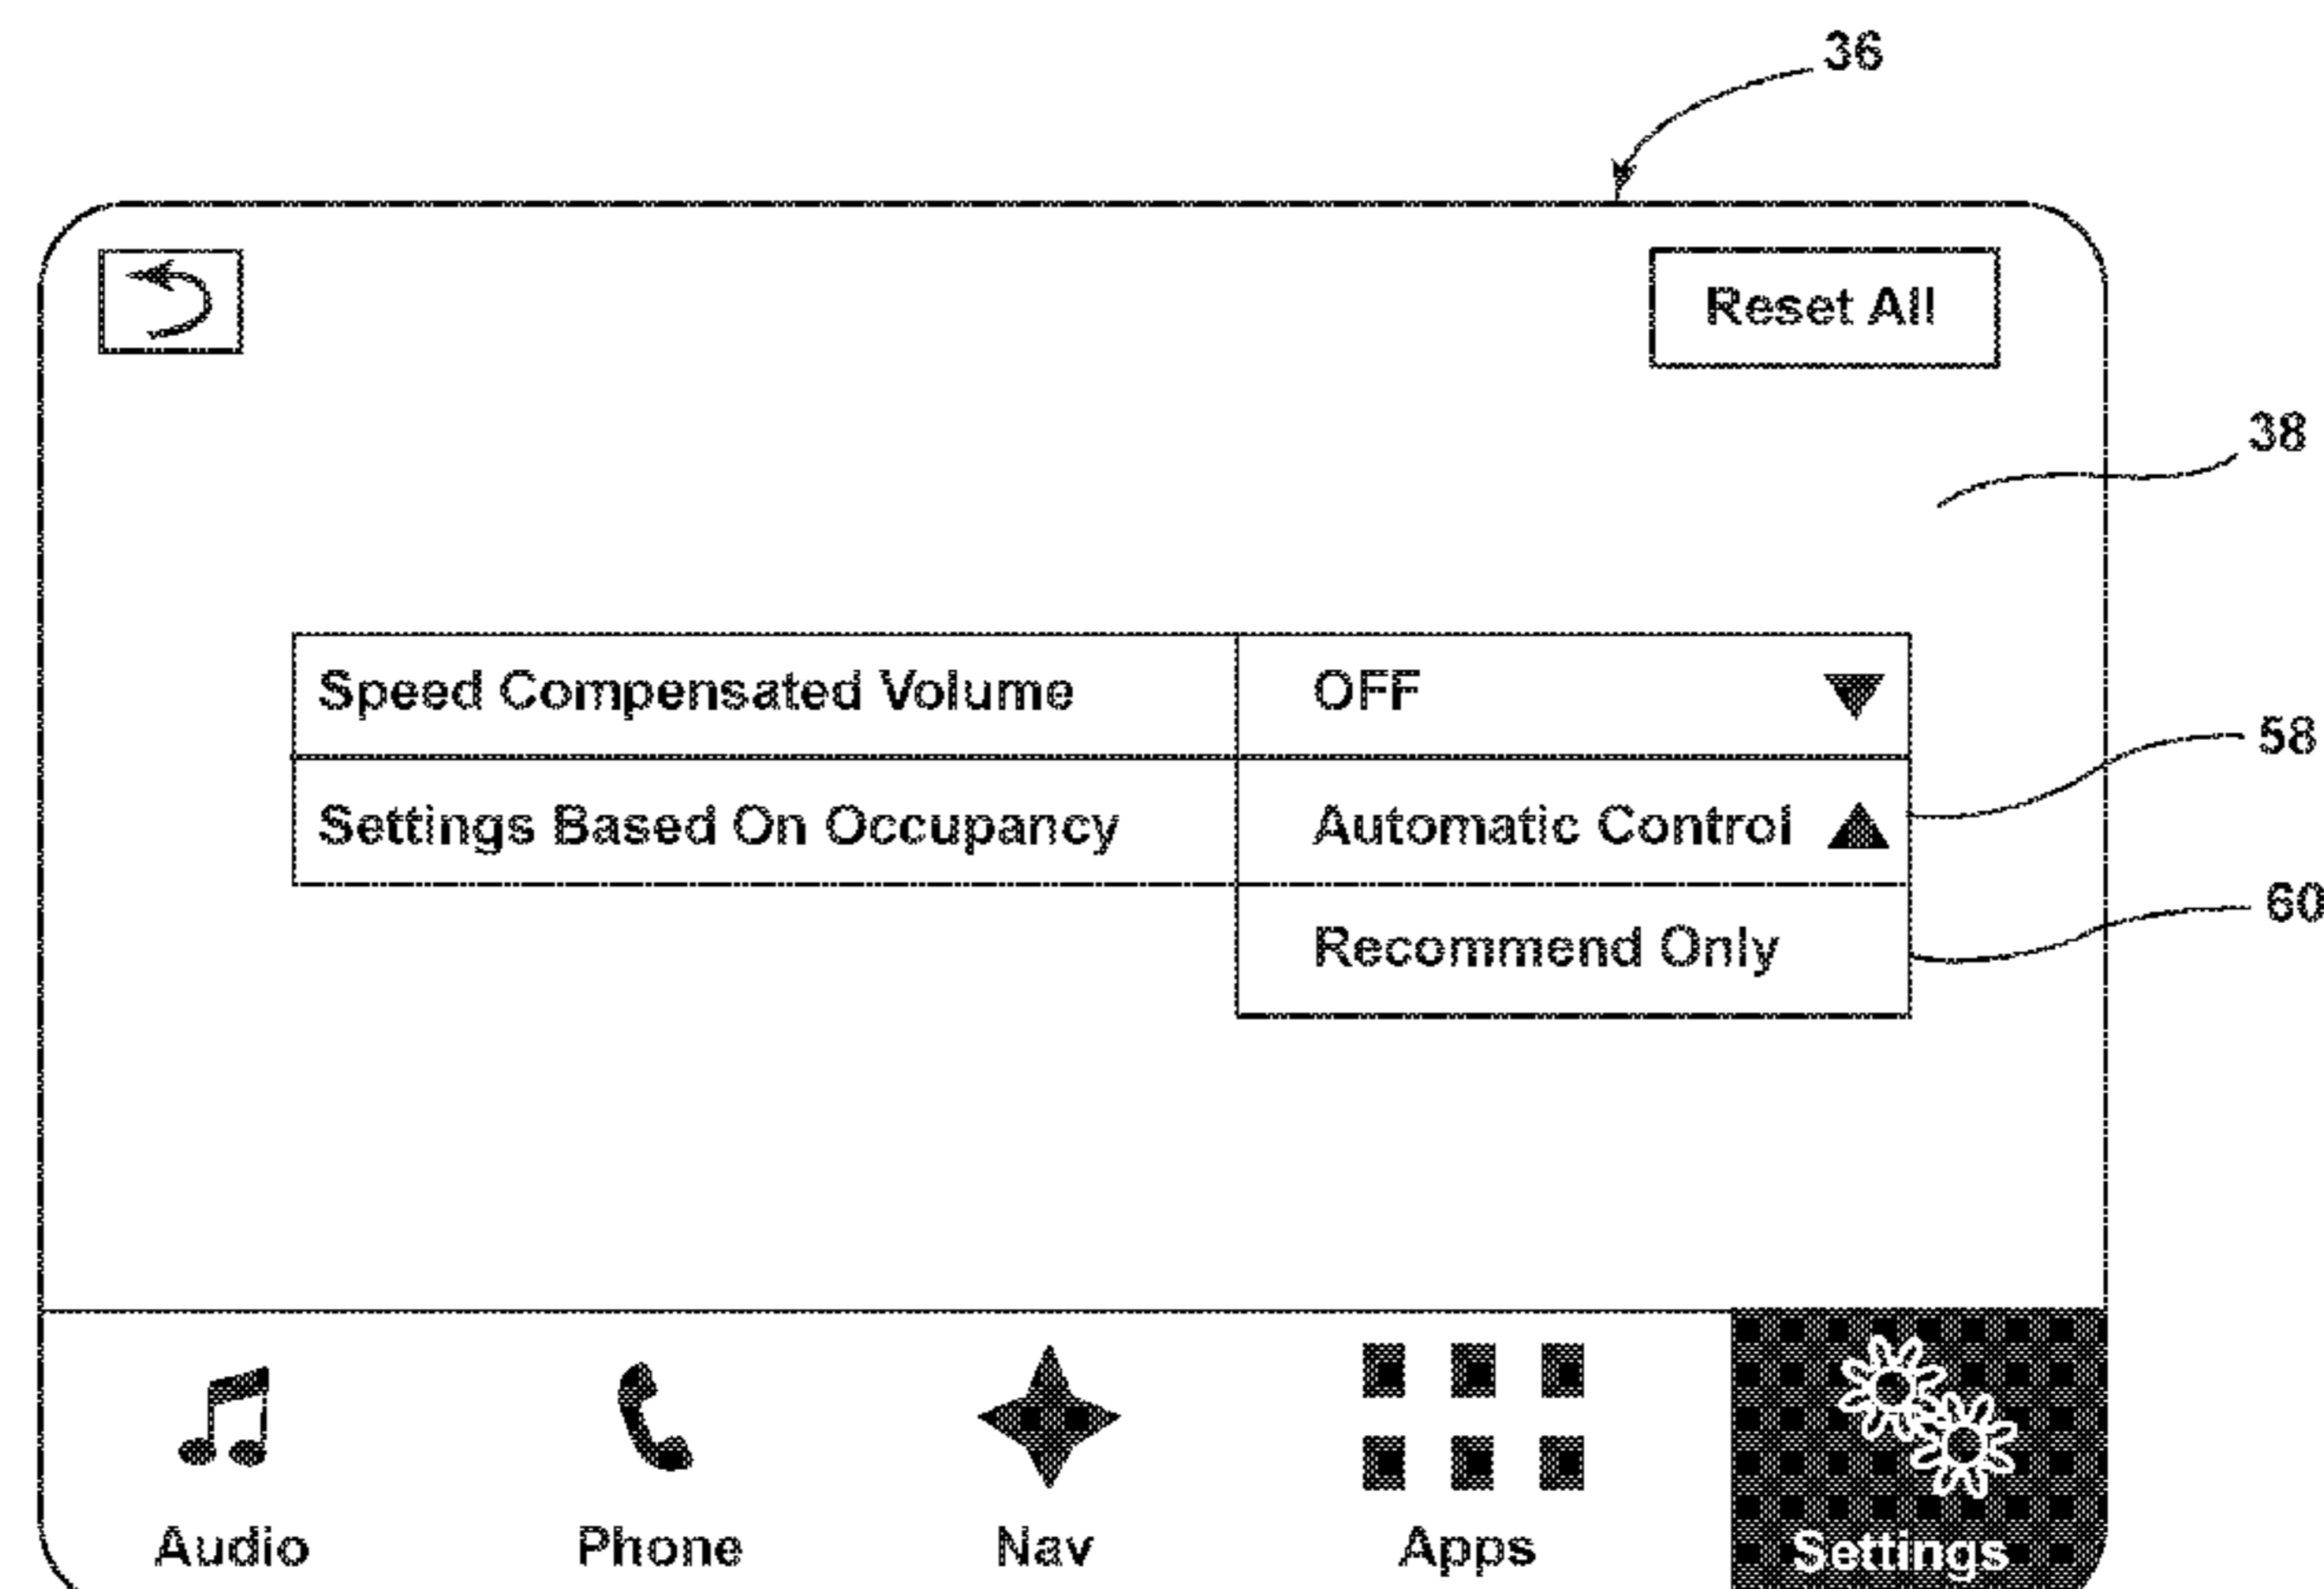 36
Reset All
38
Speed Compensated Volume OFF
58
Settings Based On Occupancy Automatic Control
60
Recommend Only
Audio Phone Nav Apps Settings